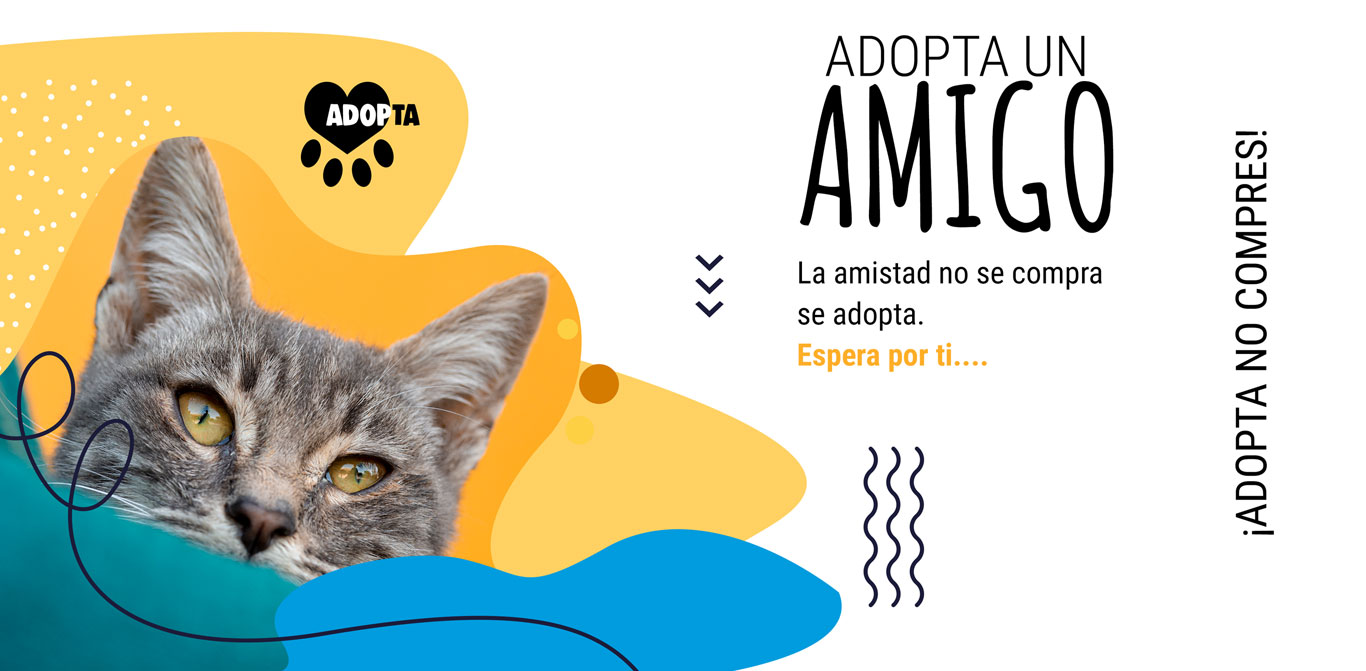 ADOPTA
ADOPTA UN
AMIGO
La amistad no se compra
se adopta.
Espera por ti....
¡ADOPTA NO COMPRES!